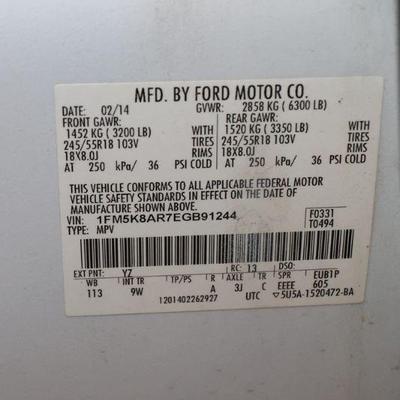 MFD. BY FORD MOTOR CO.
DATE: 02/14 GVWR: 2858 KG ( 6300 LB)
FRONT GAWR: REAR GAWR:
1452 KG ( 3200 LB) WITH 1520 KG ( 3350 LB) WITH
245/55R18 103V TIRES 245/55R18 103V TIRES
18X8.0J RIMS 18X8.0J RIMS
AT 250 kPa/ 36 PSI COLD AT 250 kPa/ 36 PSI COLD
THIS VEHICLE CONFORMS TO ALL APPLICABLE FEDERAL MOTOR
VEHICLE SAFETY STANDARDS IN EFFECT ON THE DATE OF
MANUFACTURE SHOWN ABOVE.
VIN: 1FM5K8AR7EGB91244 F0331
TYPE: MPV T0494
EXT PNT: YZ RC: 13 DSO:
WB INT TR TP/PS R AXLE TR SPR EUB1P
113 9W A 3J C EEEE 605
1201402262927 UTC 5U5A-1520472-BA